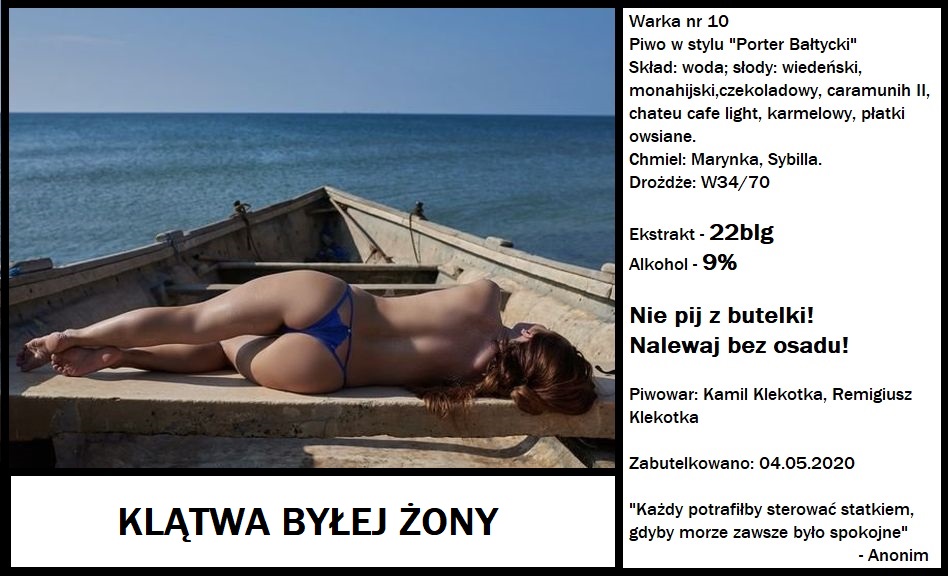 Warka nr 10
Piwo w stylu "Porter Bałtycki"
Skład: woda; słody: wiedeński,
monahijski,czekoladowy, caramunih II,
chateu cafe light, karmelowy, płatki
owsiane.
Chmiel: Marynka, Sybilla.
Drożdże: W34/70
Ekstrakt - 22blg
Alkohol - 9%
Nie pij z butelki!
Nalewaj bez osadu!
Piwowar: Kamil Klekotka, Remigiusz
Klekotka
Zabutelkowano: 04.05.2020
"Każdy potrafiłby sterować statkiem,
gdyby morze zawsze było spokojne"
- Anonim
KLĄTWA BYŁEJ ŻONY